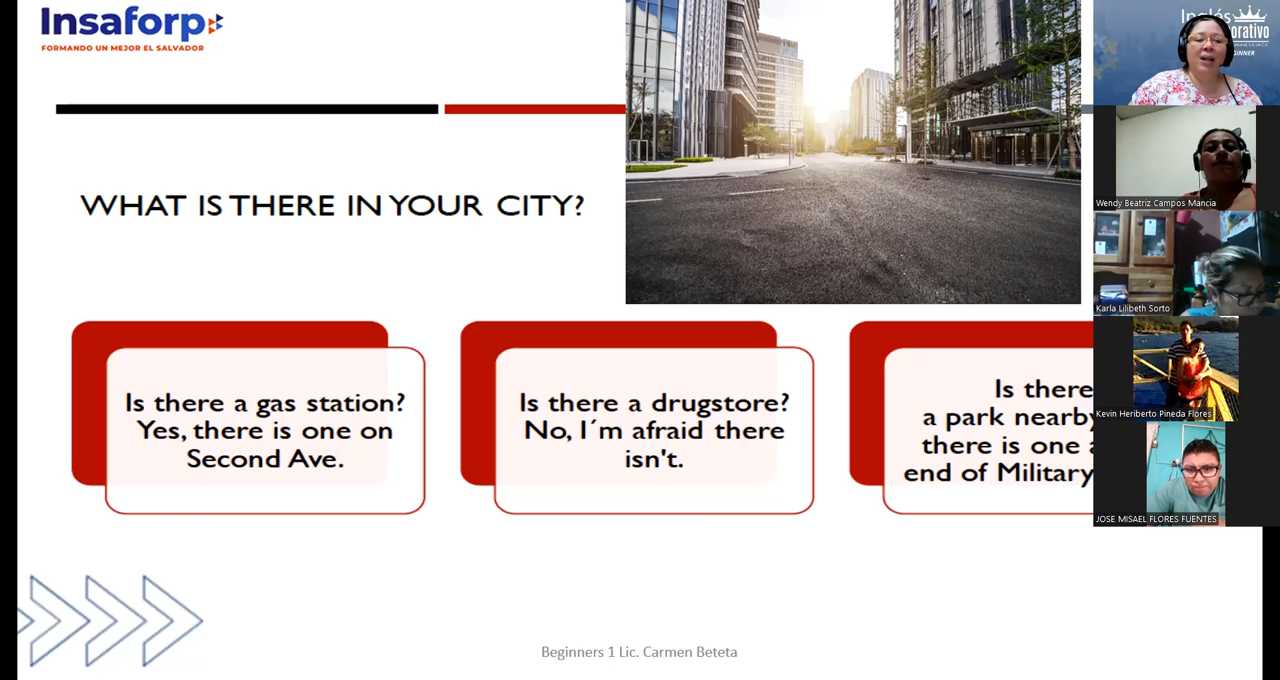 Insaforp
FORMANDO UN MEJOR EL SALVADOR
WHAT IS THERE IN YOUR CITY?
Is there a gas station?
Yes, there is one on
Second Ave.
Is there a drugstore?
No, I´m afraid there
isn't.
Is there
a park nearby
there is one
end of Military
Beginners 1 Lic. Carmen Beteta
Inglés
orativo
Wendy Beatriz Campos Mancia
Karla Lilibeth Sorto
Kevin Heriberto Pineda Flores
JOSE MISAEL FLORES FUENTES